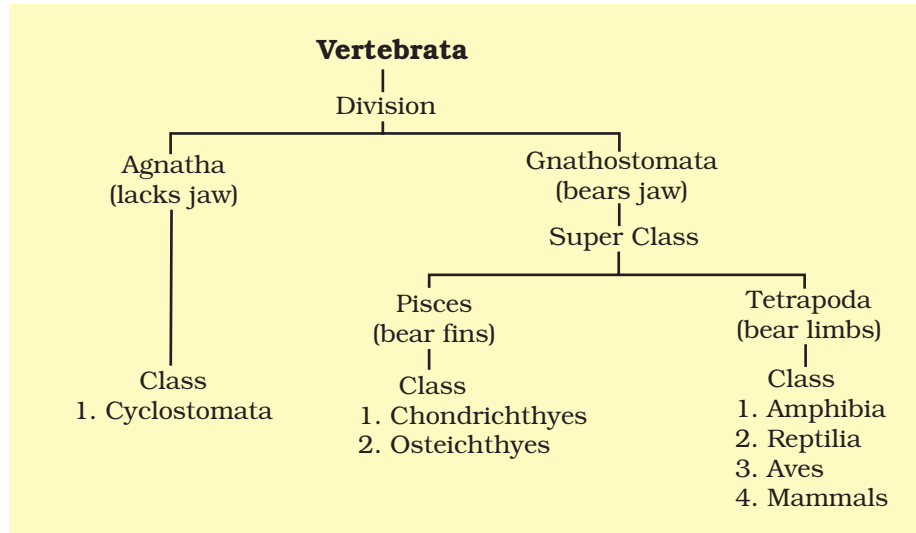 Vertebrata
Division
Agnatha
(lacks jaw)
Gnathostomata
(bears jaw)
Super Class
Pisces
(bear fins)
Tetrapoda
(bear limbs)
Class
1. Cyclostomata
Class
1. Chondrichthyes
2. Osteichthyes
Class
1. Amphibia
2. Reptilia
3. Aves
4. Mammals